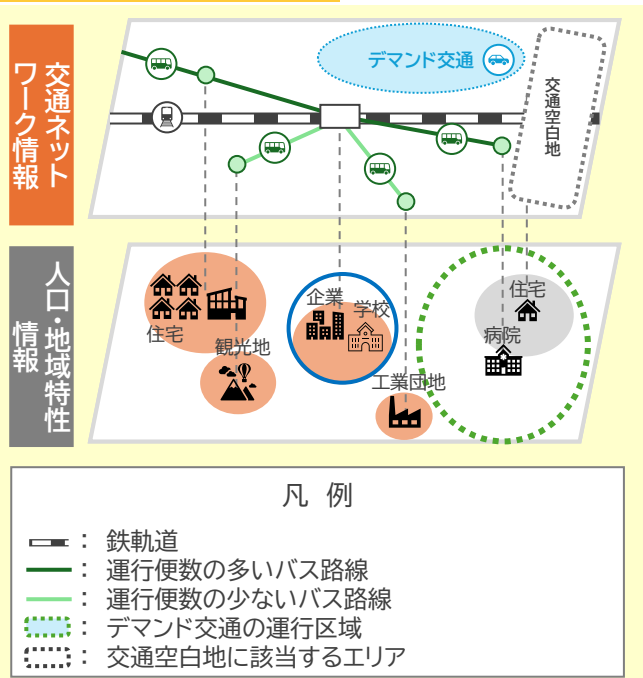 交通ネット
ワーク情報
デマンド交通
交通空白地
人口・地域特性
情報
住宅
観光地
企業
学校
工業団地
住宅
病院
凡 例
： 鉄軌道
： 運行便数の多いバス路線
： 運行便数の少ないバス路線
： デマンド交通の運行区域
： 交通空白地に該当するエリア